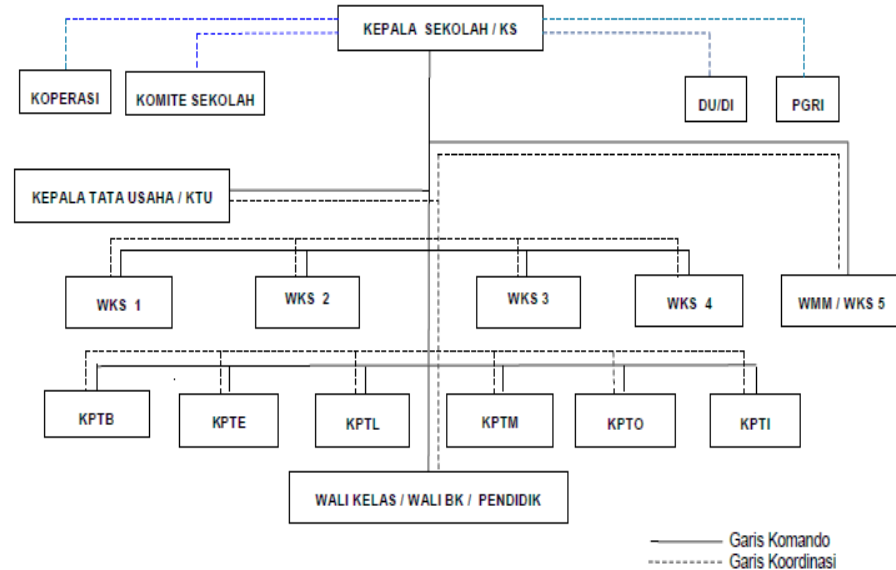 KEPALA SEKOLAH / KS
KOPERASI
KOMITE SEKOLAH
DU/DI
PGRI
KEPALA TATA USAHA / KTU
WKS 1
WKS 2
WKS 3
WKS 4
WMM / WKS 5
KPTB
KPTE
KPTL
KPTM
KPTO
KPTI
WALI KELAS / WALI BK / PENDIDIK
Garis Komando
Garis Koordinasi